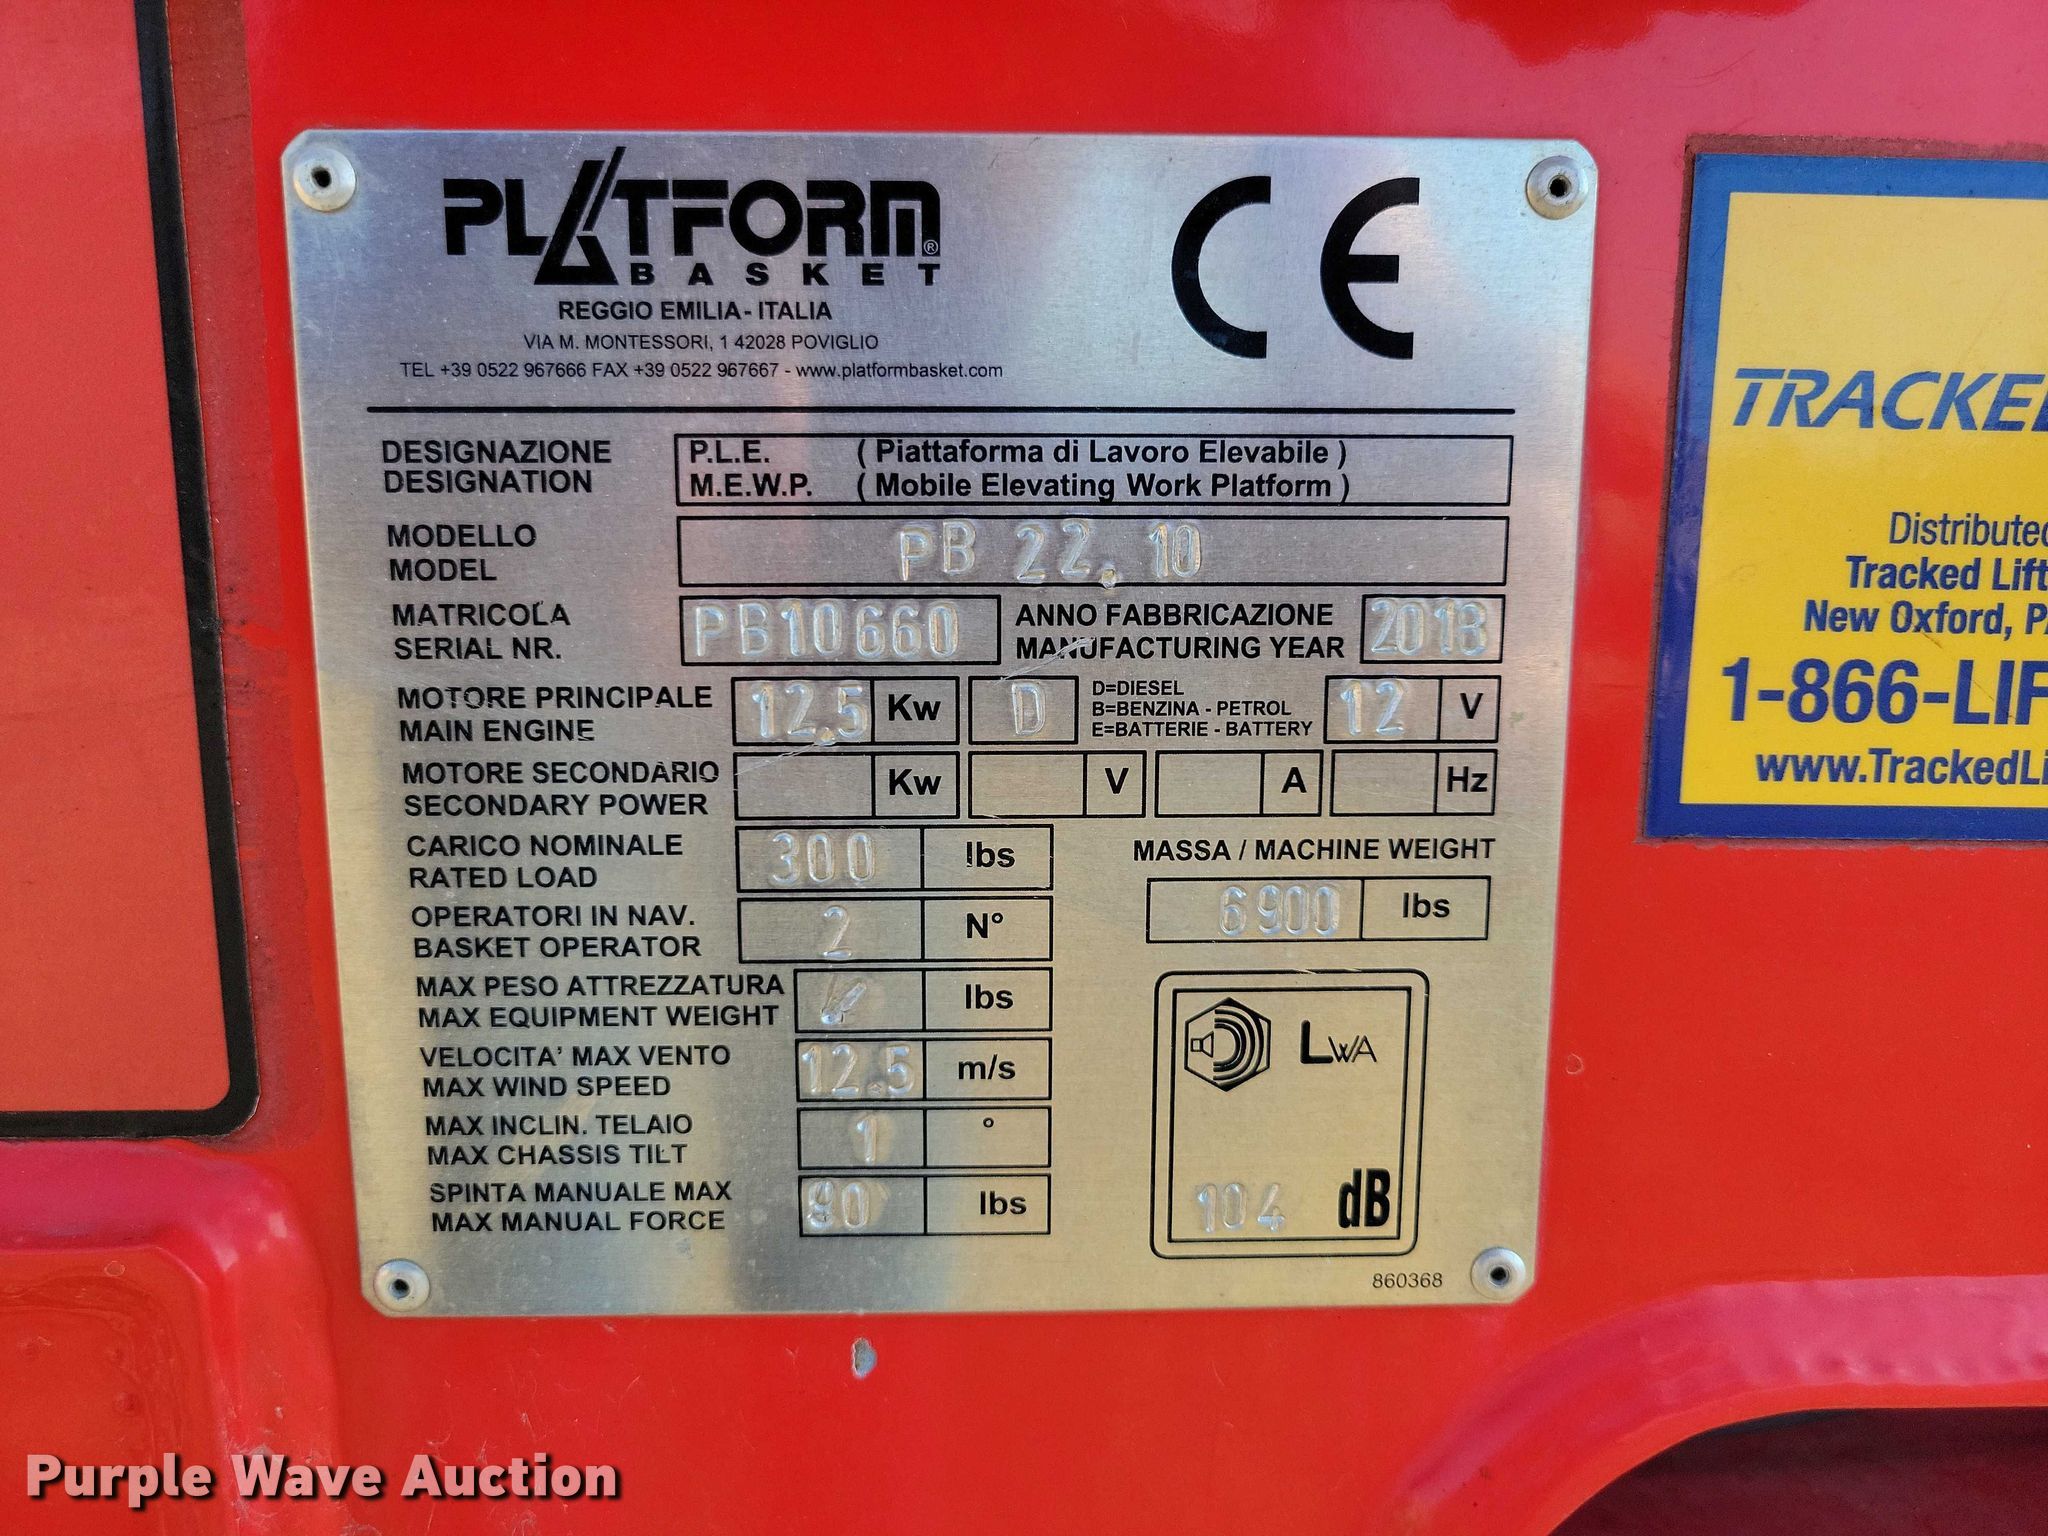 PLATFORM®
BASKET
REGGIO EMILIA - ITALIA
VIA M. MONTESSORI, 1 42028 POVIGLIO
TEL +39 0522 967666 FAX +39 0522 967667 - www.platformbasket.com
CE
DESIGNAZIONE P.L.E. ( Piattaforma di Lavoro Elevabile )
DESIGNATION M.E.W.P. ( Mobile Elevating Work Platform )
MODELLO
MODEL
PB 22.10
MATRICOLA
SERIAL NR.
PB10660
ANNO FABBRICAZIONE
MANUFACTURING YEAR
2018
MOTORE PRINCIPALE
MAIN ENGINE
12.5 Kw
D
D=DIESEL
B=BENZINA - PETROL
E=BATTERIE - BATTERY
12 V
MOTORE SECONDARIO
SECONDARY POWER
Kw V A Hz
CARICO NOMINALE
RATED LOAD
300 lbs
MASSA / MACHINE WEIGHT
6900 lbs
OPERATORI IN NAV.
BASKET OPERATOR
2 N°
MAX PESO ATTREZZATURA
MAX EQUIPMENT WEIGHT
lbs
VELOCITA' MAX VENTO
MAX WIND SPEED
12.5 m/s
MAX INCLIN. TELAIO
MAX CHASSIS TILT
1 °
SPINTA MANUALE MAX
MAX MANUAL FORCE
90 lbs
LWA
104 dB
860368
TRACKED
Distributed
Tracked Lift
New Oxford, PA
1-866-LIF
www.TrackedLi
Purple Wave Auction